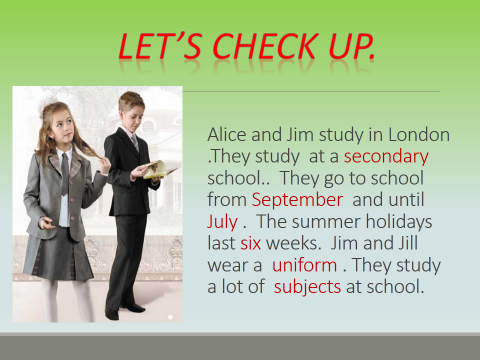 LET'S CHECK UP.
Alice and Jim study in London
.They study at a secondary
school.. They go to school
from September and until
July . The summer holidays
last six weeks. Jim and Jill
wear a uniform . They study
a lot of subjects at school.